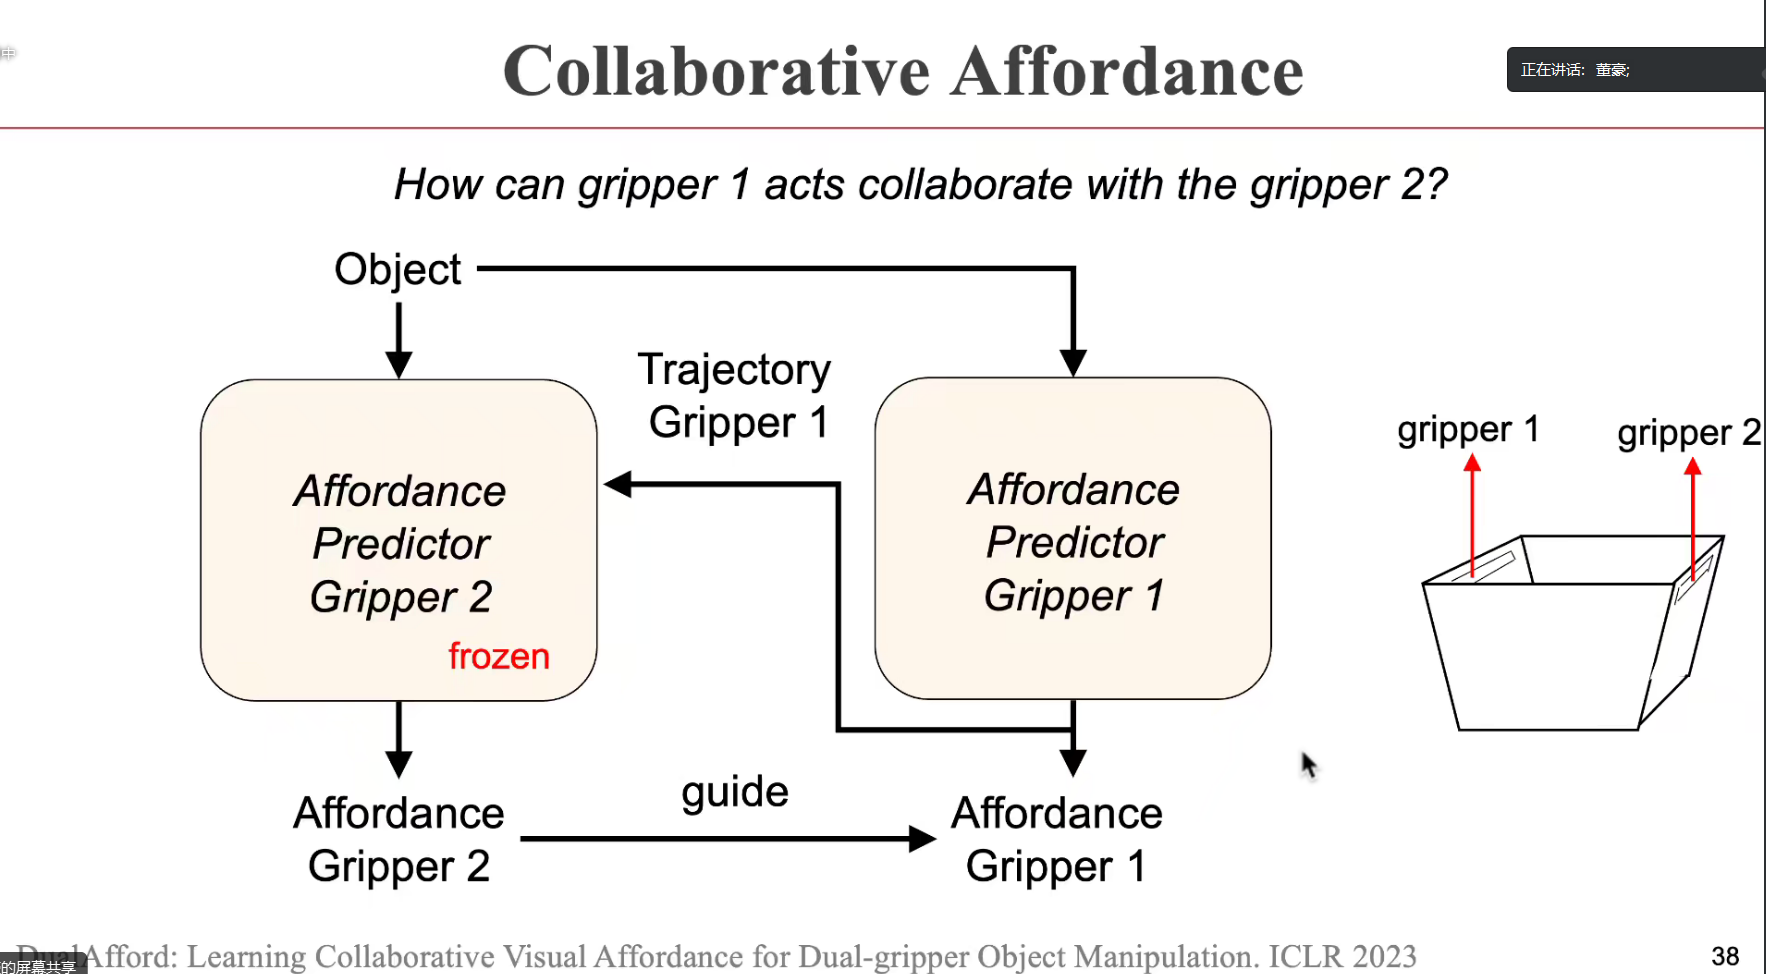 中
Collaborative Affordance
正在讲话: 董豪;
How can gripper 1 acts collaborate with the gripper 2?
Object
Trajectory
Gripper 1
Affordance
Predictor
Gripper 2
frozen
Affordance
Predictor
Gripper 1
gripper 1
gripper 2
Affordance
Gripper 2
guide
Affordance
Gripper 1
DualAfford: Learning Collaborative Visual Affordance for Dual-gripper Object Manipulation. ICLR 2023
的屏幕共享
38